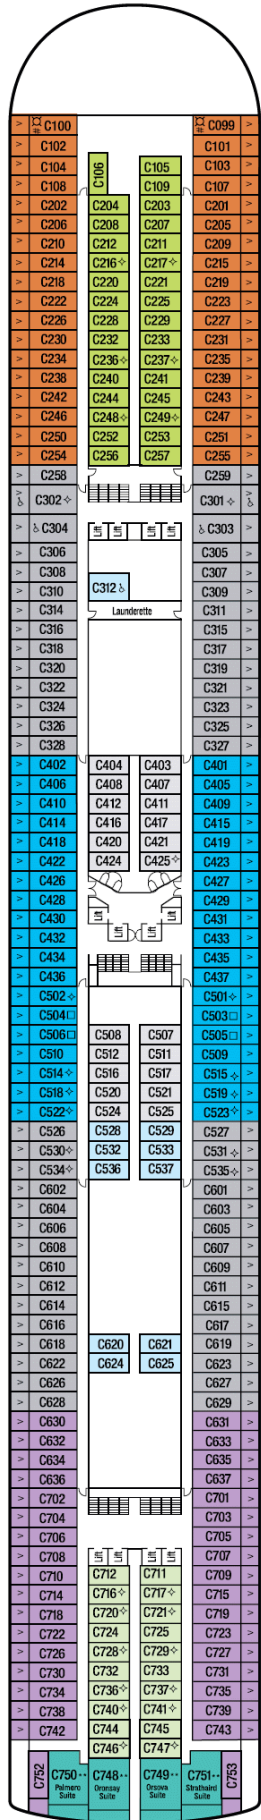 C100 C099
C102 C101
C104 C106 C105 C103
C108 C109 C107
C202 C204 C203 C201
C206 C208 C207 C205
C210 C212 C211 C209
C214 C216✧ C217✧ C215
C218 C220 C221 C219
C222 C224 C225 C223
C226 C228 C229 C227
C230 C232 C233 C231
C234 C236✧ C237✧ C235
C238 C240 C241 C239
C242 C244 C245 C243
C246 C248✧ C249✧ C247
C250 C252 C253 C251
C254 C256 C257 C255
C258 C259
C302✧ C301✧
C304 C303
Lift Lift Lift Lift
C306 C305
C308 C307
C310 C312 C309
C314 Launderette C311
C316 C315
C318 C317
C320 C319
C322 C321
C324 C323
C326 C325
C328 C327
C402 C404 C403 C401
C406 C408 C407 C405
C410 C412 C411 C409
C414 C416 C417 C415
C418 C420 C421 C419
C422 C424 C425✧ C423
C426 C427
C428 C429
C430 Lift Lift C431
C432 Lift Lift C433
C434 C435
C436 C437
C502✧ C501✧
C504□ C503□
C506□ C508 C507 C505□
C510 C512 C511 C509
C514✧ C516 C517 C515✧
C518✧ C520 C521 C519✧
C522✧ C524 C525 C523✧
C526 C528 C529 C527
C530✧ C532 C533 C531✧
C534✧ C536 C537 C535✧
C602 C601
C604 C603
C606 C605
C608 C607
C610 C609
C612 C611
C614 C615
C616 C617
C618 C620 C621 C619
C622 C624 C625 C623
C626 C627
C628 C629
C630 C631
C632 C633
C634 C635
C636 C637
C702 C701
C704 C703
C706 C705
C708 Lift Lift Lift Lift C707
C710 C712 C711 C709
C714 C716✧ C717✧ C715
C718 C720✧ C721✧ C719
C722 C724 C725 C723
C726 C728✧ C729✧ C727
C730 C732 C733 C731
C734 C736✧ C737✧ C735
C738 C740✧ C741✧ C739
C742 C744 C745 C743
C746✧ C747✧
C752 C750•• C748•• C749•• C751•• C753
Palmero Oronsay Orsova Strathaird
Suite Suite Suite Suite